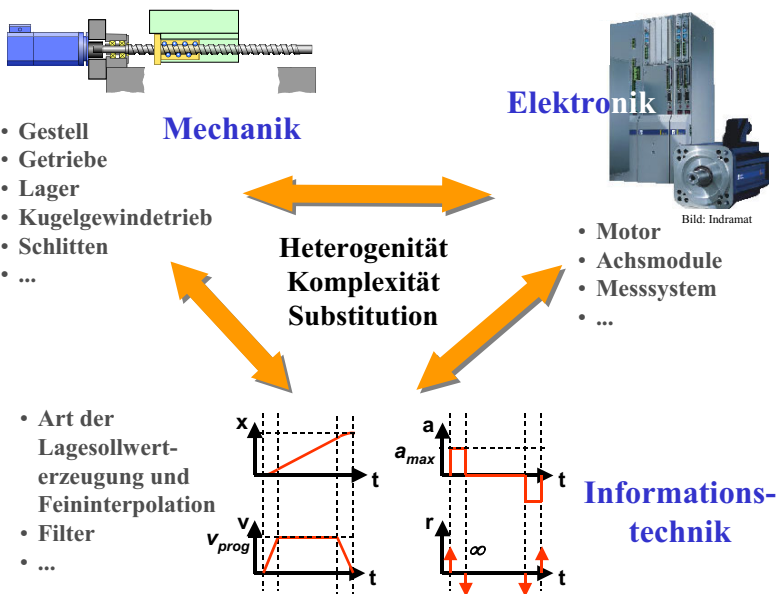 Mechanik
• Gestell
• Getriebe
• Lager
• Kugelgewindetrieb
• Schlitten
• ...
Elektronik
Bild: Indramat
• Motor
• Achsmodule
• Messsystem
• ...
Heterogenität
Komplexität
Substitution
• Art der
Lagesollwert-
erzeugung und
Feininterpolation
• Filter
• ...
x
t
v
v_prog
t
a
a_max
t
r
∞
t
Informations-
technik